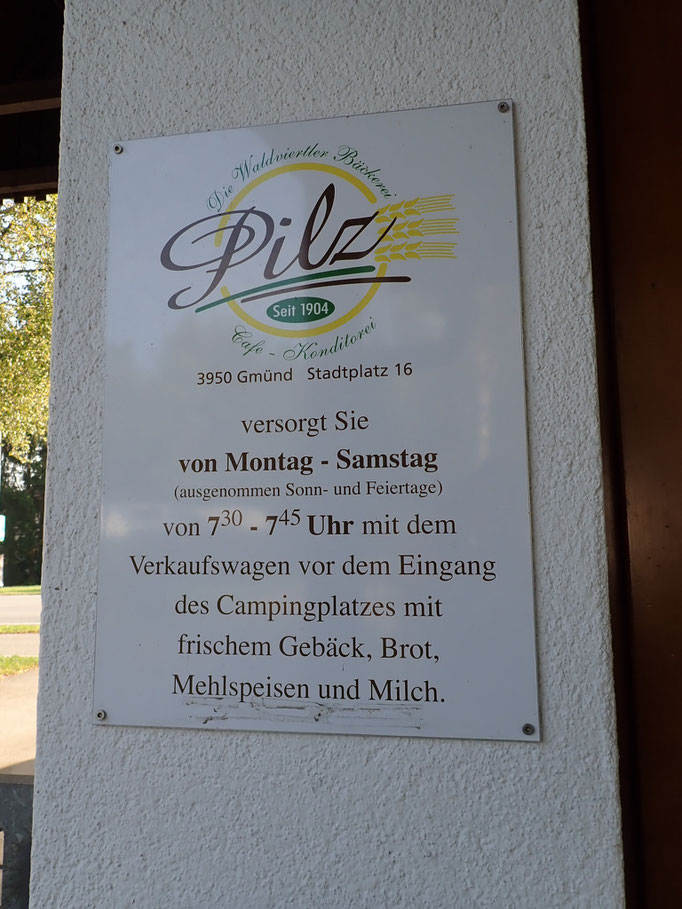 Die Waldviertler Bäckerei
Pilz
Seit 1904
Cafe - Konditorei
3950 Gmünd Stadtplatz 16
versorgt Sie
von Montag - Samstag
(ausgenommen Sonn- und Feiertage)
von 7³⁰ - 7⁴⁵ Uhr mit dem
Verkaufswagen vor dem Eingang
des Campingplatzes mit
frischem Gebäck, Brot,
Mehlspeisen und Milch.